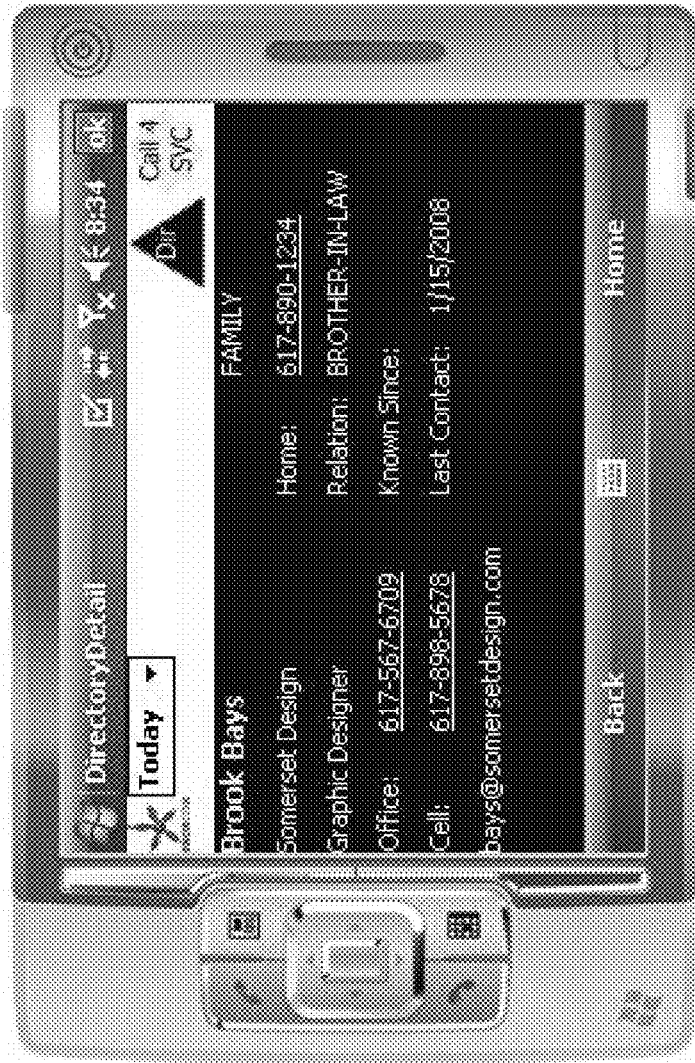 DirectoryDetail 8:34 ok
Today Dir Call 4
SVC
Brook Bays FAMILY
Somerset Design Home: 617-890-1234
Graphic Designer Relation: BROTHER-IN-LAW
Office: 617-567-6709 Known Since:
Cell: 617-898-5678 Last Contact: 1/15/2008
bays@somersetdesign.com
Back Home